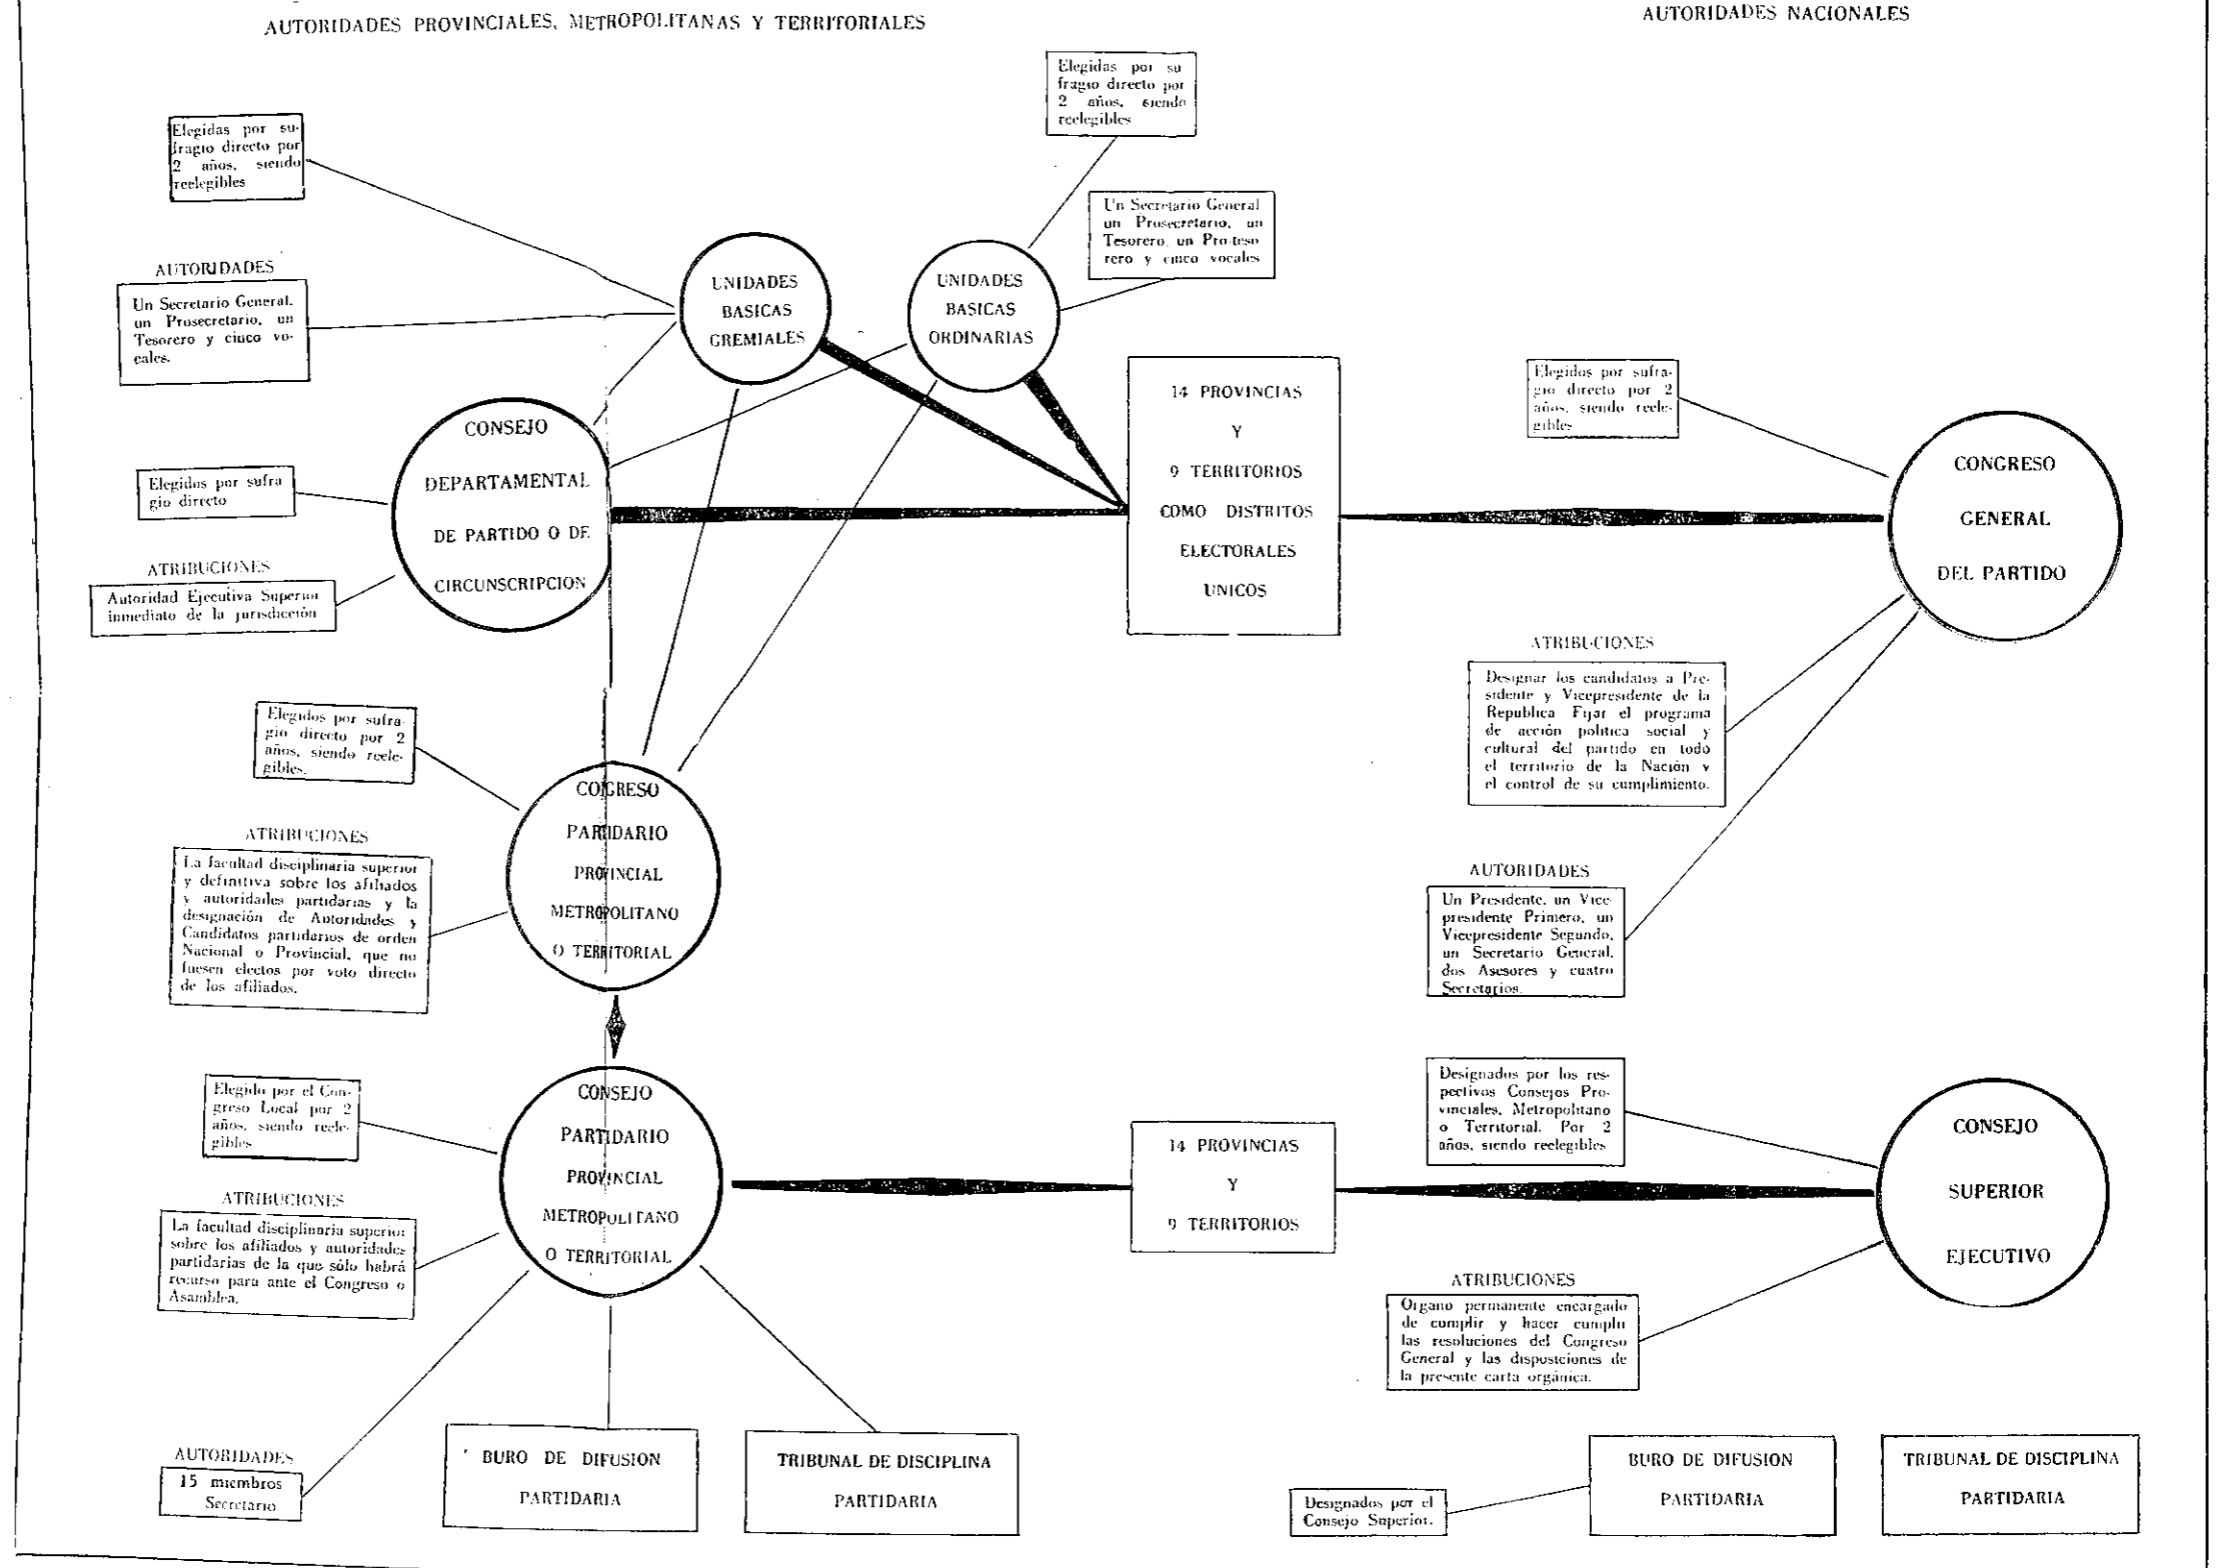 AUTORIDADES PROVINCIALES, METROPOLITANAS Y TERRITORIALES
AUTORIDADES NACIONALES
Elegidas por su
fragio directo por
2 años, siendo
reelegibles
Elegidas por su-
fragio directo por
2 años, siendo
reelegibles
Un Secretario General
un Prosecretario, un
Tesorero, un Pro-teso
rero y cinco vocales
AUTORIDADES
Un Secretario General,
un Prosecretario, un
Tesorero y cinco vo-
cales.
UNIDADES
BASICAS
GREMIALES
UNIDADES
BASICAS
ORDINARIAS
14 PROVINCIAS
Y
9 TERRITORIOS
COMO DISTRITOS
ELECTORALES
UNICOS
Elegidos por sufra-
gio directo por 2
años, siendo reele-
gibles
CONGRESO
GENERAL
DEL PARTIDO
CONSEJO
DEPARTAMENTAL
DE PARTIDO O DE
CIRCUNSCRIPCION
Elegidos por sufra
gio directo
ATRIBUCIONES
Autoridad Ejecutiva Superior
inmediato de la jurisdicción
ATRIBUCIONES
Designar los candidatos a Pre-
sidente y Vicepresidente de la
Republica Fijar el programa
de acción politica social y
cultural del partido en todo
el territorio de la Nación y
el control de su cumplimiento.
Elegidos por sufra-
gio directo por 2
años, siendo reele-
gibles.
COGRESO
PARTIDARIO
PROVINCIAL
METROPOLITANO
O TERRITORIAL
ATRIBUCIONES
La facultad disciplinaria superior
y definitiva sobre los afiliados
y autoridades partidarias y la
designación de Autoridades y
Candidatos partidarios de orden
Nacional o Provincial, que no
fuesen electos por voto directo
de los afiliados.
AUTORIDADES
Un Presidente, un Vice-
presidente Primero, un
Vicepresidente Segundo,
un Secretario General,
dos Asesores y cuatro
Secretarios.
Elegido por el Con-
greso Local por 2
años, siendo reele-
gibles
CONSEJO
PARTIDARIO
PROVINCIAL
METROPOLITANO
O TERRITORIAL
14 PROVINCIAS
Y
9 TERRITORIOS
Designados por los res-
pectivos Consejos Pro-
vinciales, Metropolitano
o Territorial. Por 2
años, siendo reelegibles
CONSEJO
SUPERIOR
EJECUTIVO
ATRIBUCIONES
La facultad disciplinaria superior
sobre los afiliados y autoridades
partidarias de la que sólo habrá
recurso para ante el Congreso o
Asamblea.
ATRIBUCIONES
Organo permanente encargado
de cumplir y hacer cumplir
las resoluciones del Congreso
General y las disposiciones de
la presente carta orgánica.
AUTORIDADES
15 miembros
Secretario
BURO DE DIFUSION
PARTIDARIA
TRIBUNAL DE DISCIPLINA
PARTIDARIA
Designados por el
Consejo Superior.
BURO DE DIFUSION
PARTIDARIA
TRIBUNAL DE DISCIPLINA
PARTIDARIA